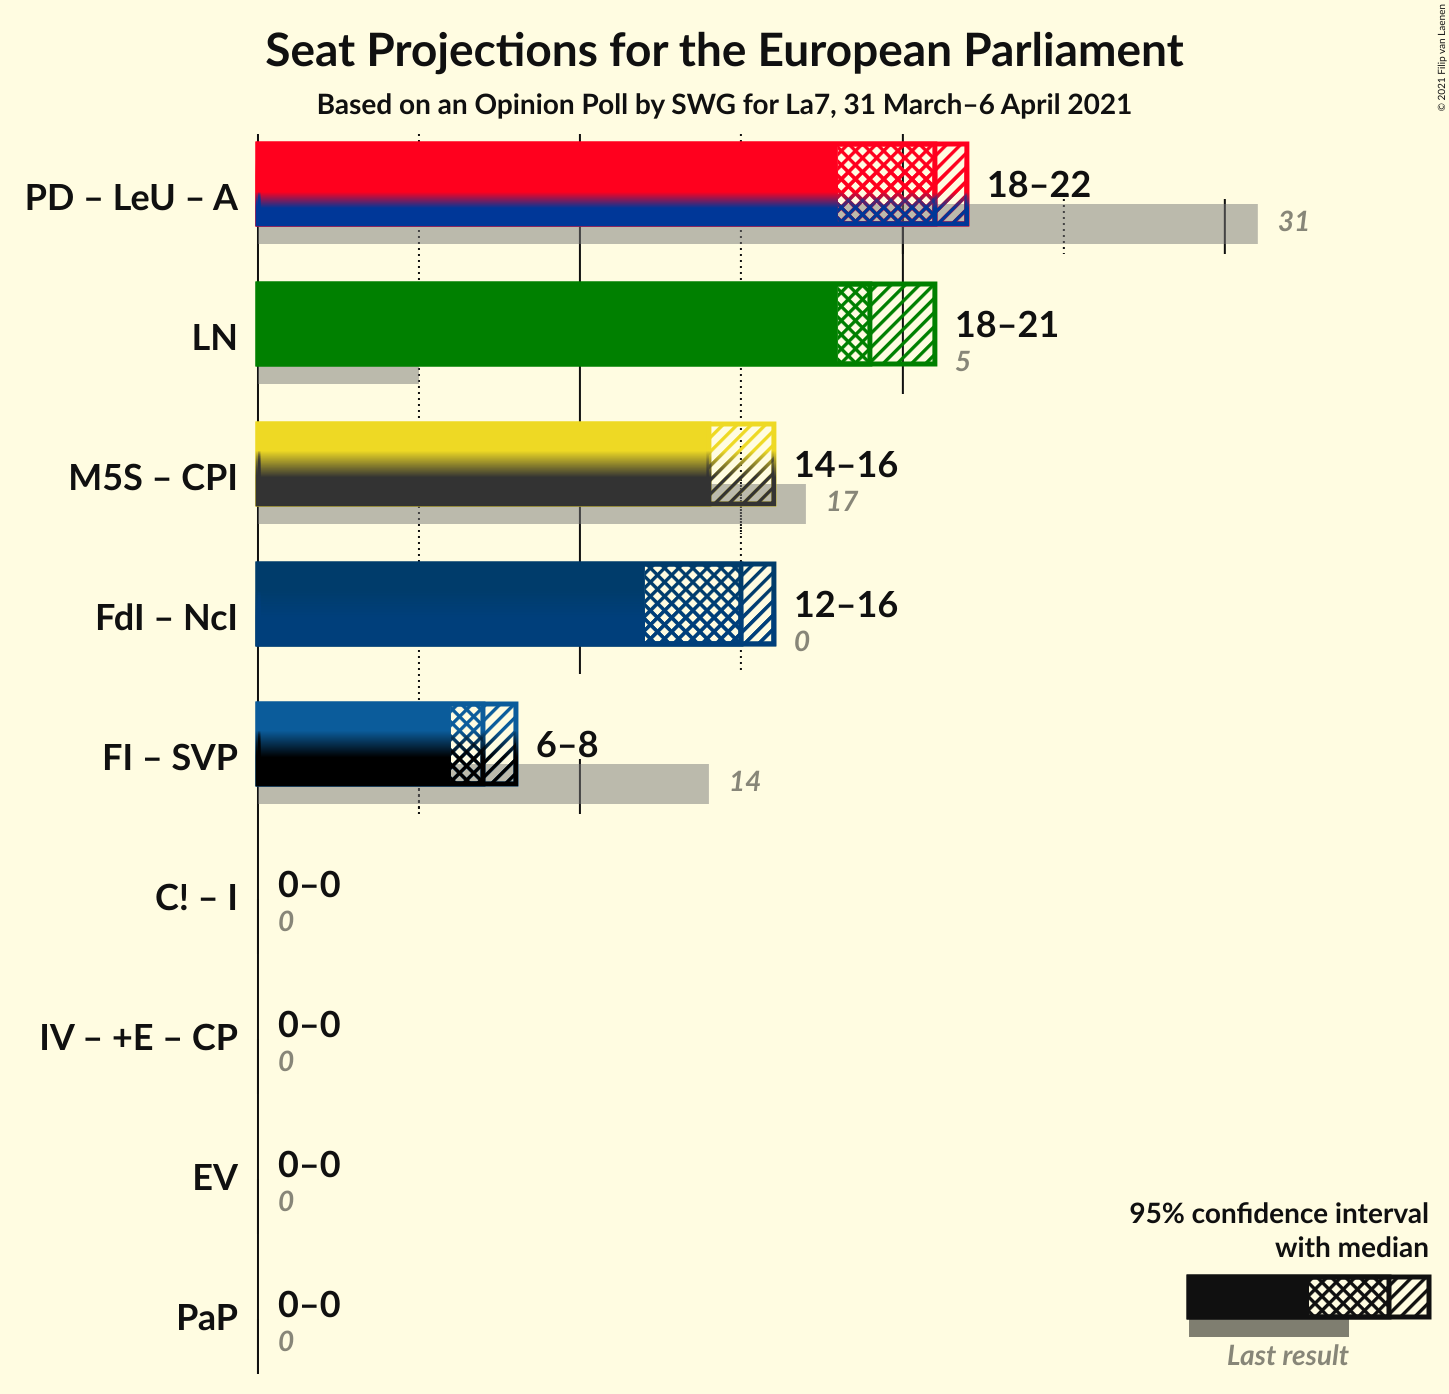 Seat Projections for the European Parliament
Based on an Opinion Poll by SWG for La7, 31 March–6 April 2021
© 2021 Filip van Laenen
PD – LeU – A
18–22
31
LN
18–21
5
M5S – CPI
14–16
17
FdI – NcI
12–16
0
FI – SVP
6–8
14
C! – I
0–0
0
IV – +E – CP
0–0
0
EV
0–0
0
PaP
0–0
0
95% confidence interval
with median
Last result